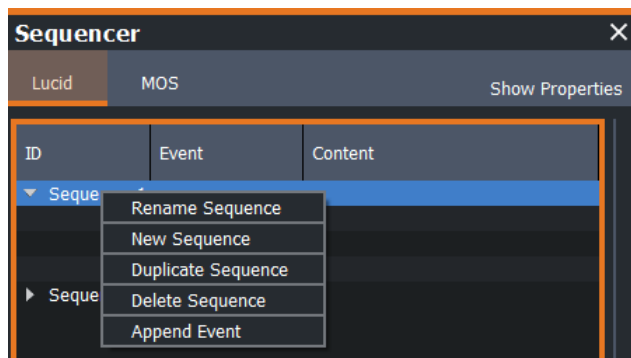 Sequencer
Lucid MOS Show Properties
ID Event Content
Seque
Rename Sequence
New Sequence
Duplicate Sequence
Seque
Delete Sequence
Append Event